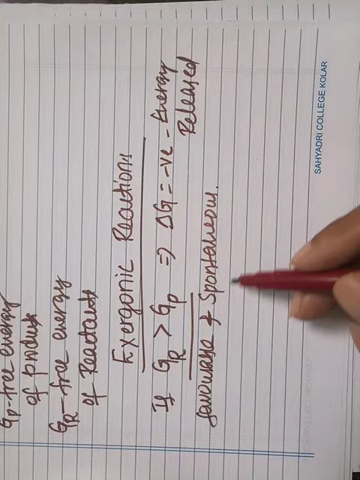 Gp-free energy
of product
GR-free energy
of Reactants
Exergonic Reactions
If GR > Gp ⇒ ΔG = -ve - Energy
Released
favourable & Spontaneous.
SAHYADRI COLLEGE KOLAR